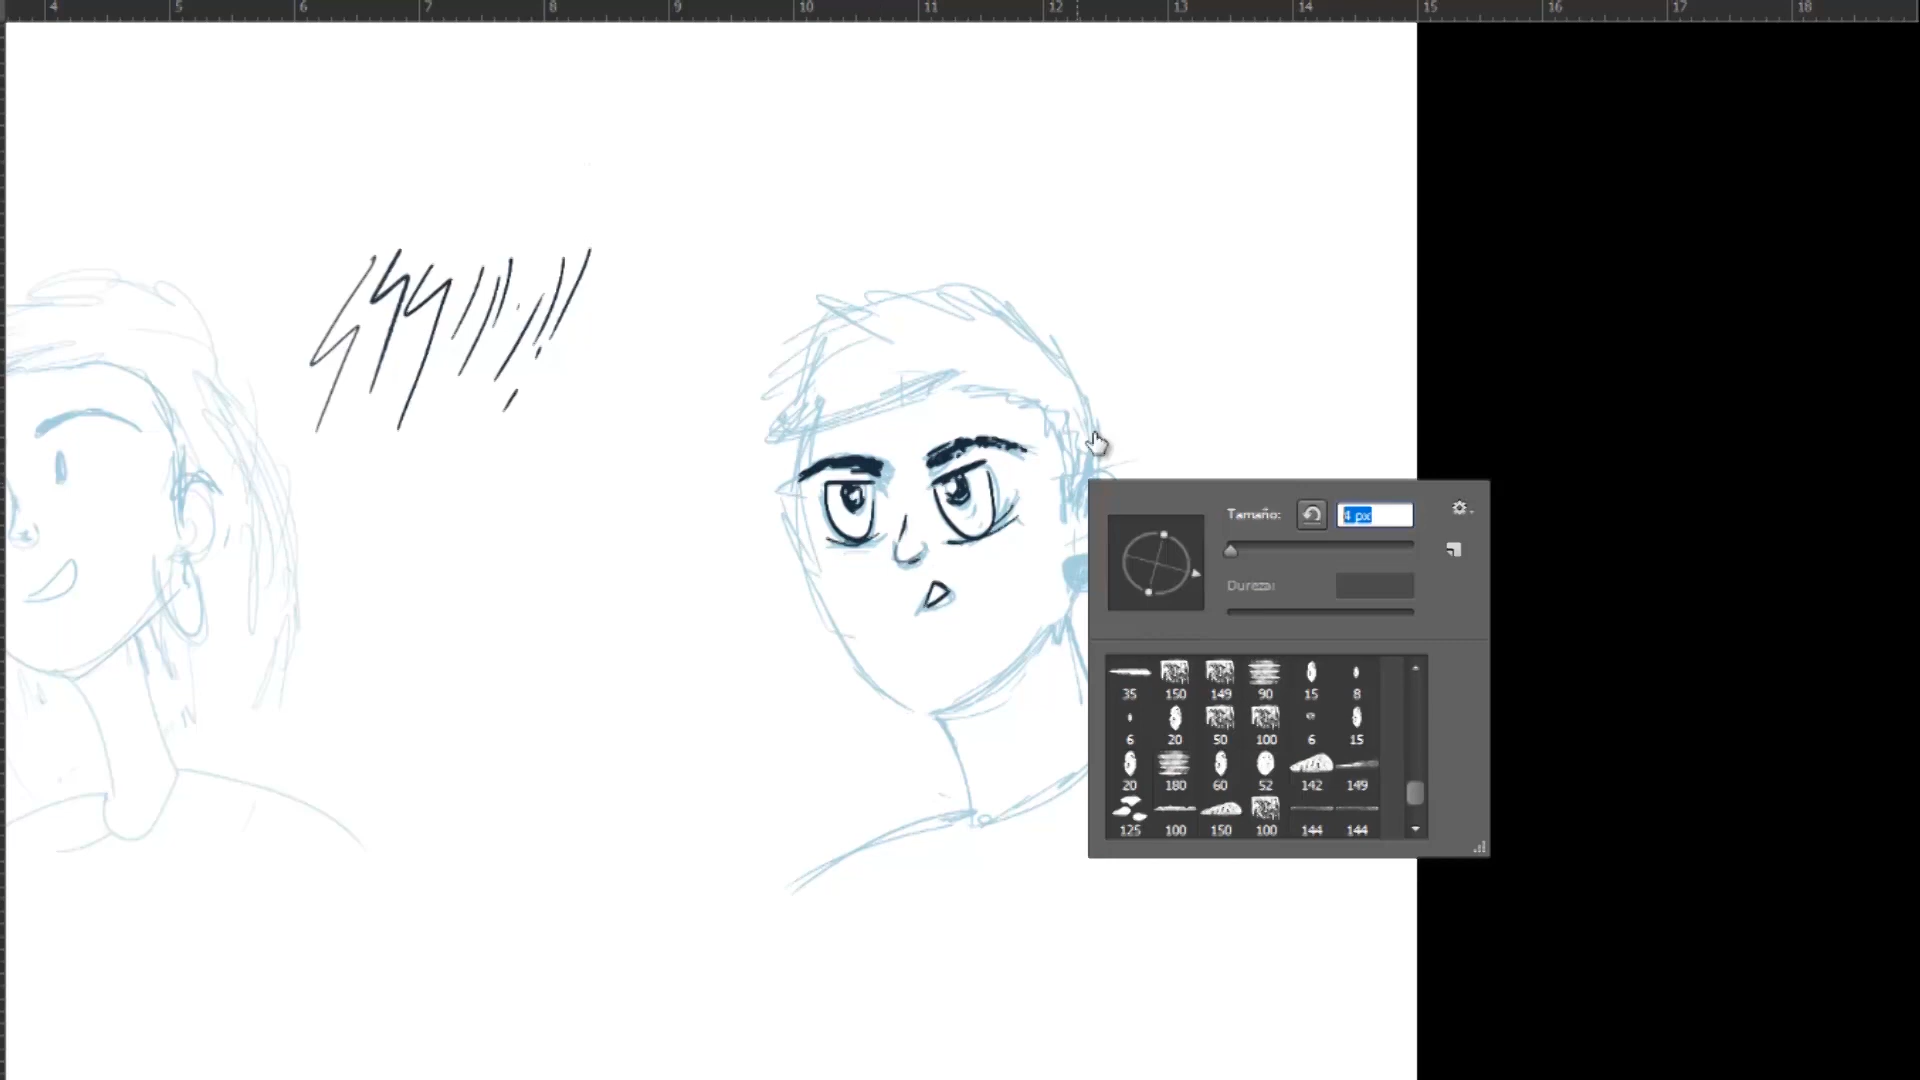 4 5 6 7 8 9 10 11 12 13 14 15 16 17 18
Tamaño: 4 px
Dureza:
35 150 149 90 15 8
6 20 50 100 6 15
20 180 60 52 142 149
125 100 150 100 144 144